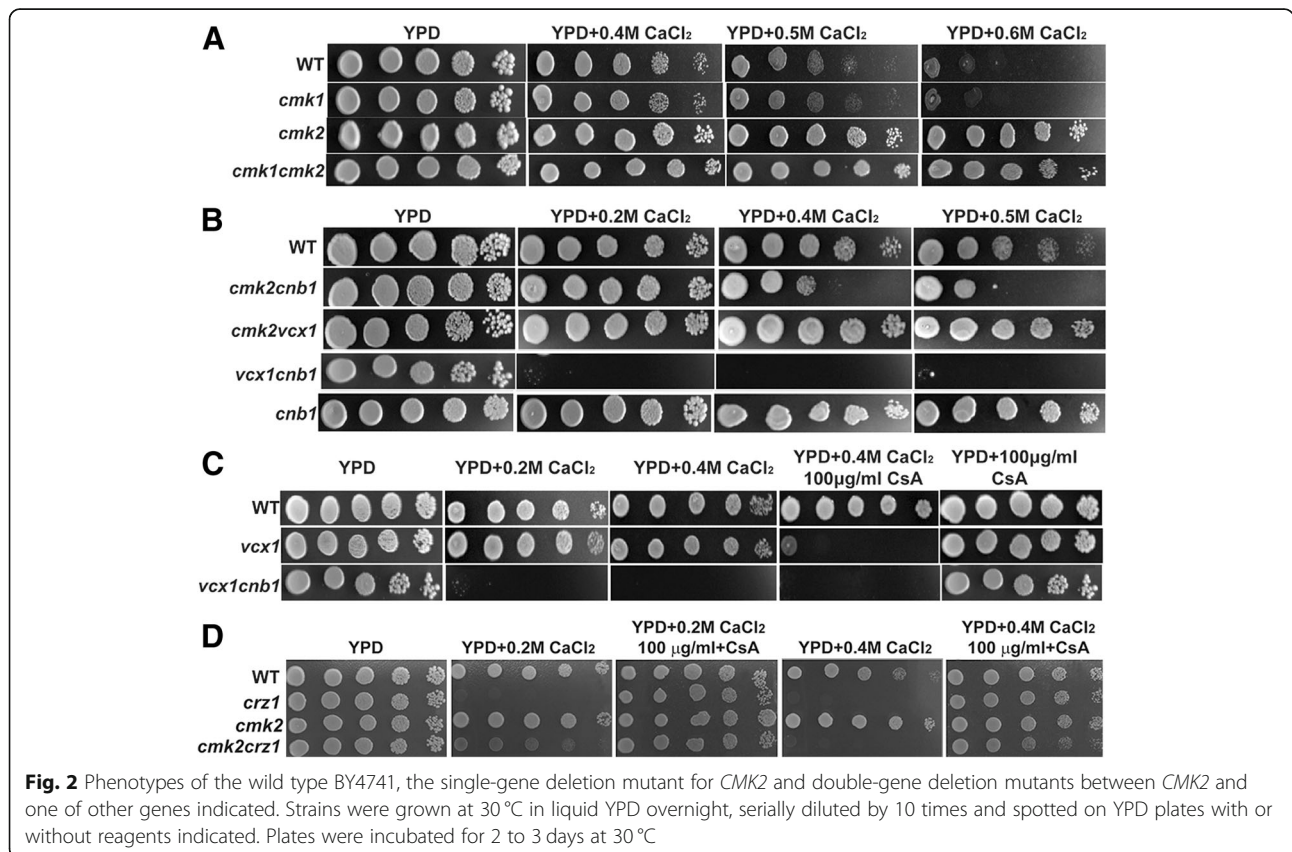 A
YPD YPD+0.4M CaCl₂ YPD+0.5M CaCl₂ YPD+0.6M CaCl₂
WT
cmk1
cmk2
cmk1cmk2
B
YPD YPD+0.2M CaCl₂ YPD+0.4M CaCl₂ YPD+0.5M CaCl₂
WT
cmk2cnb1
cmk2vcx1
vcx1cnb1
cnb1
C
YPD YPD+0.2M CaCl₂ YPD+0.4M CaCl₂ YPD+0.4M CaCl₂ 100µg/ml CsA YPD+100µg/ml CsA
WT
vcx1
vcx1cnb1
D
YPD YPD+0.2M CaCl₂ YPD+0.2M CaCl₂ 100 µg/ml+CsA YPD+0.4M CaCl₂ YPD+0.4M CaCl₂ 100 µg/ml+CsA
WT
crz1
cmk2
cmk2crz1
Fig. 2 Phenotypes of the wild type BY4741, the single-gene deletion mutant for CMK2 and double-gene deletion mutants between CMK2 and
one of other genes indicated. Strains were grown at 30 °C in liquid YPD overnight, serially diluted by 10 times and spotted on YPD plates with or
without reagents indicated. Plates were incubated for 2 to 3 days at 30 °C